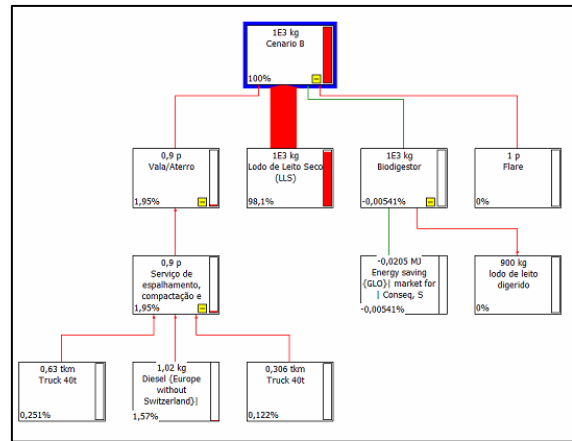 1E3 kg
Cenario B
100%
0,9 p
Vala/Aterro
1,95%
1E3 kg
Lodo de Leito Seco
(LLS)
98,1%
1E3 kg
Biodigestor
-0,00541%
1 p
Flare
0%
0,9 p
Serviço de
espalhamento,
compactação e
1,95%
-0,0205 MJ
Energy saving
{GLO}| market for
| Conseq, S
-0,00541%
900 kg
lodo de leito
digerido
0%
0,63 tkm
Truck 40t
0,251%
1,02 kg
Diesel {Europe
without
Switzerland}|
1,57%
0,306 tkm
Truck 40t
0,122%